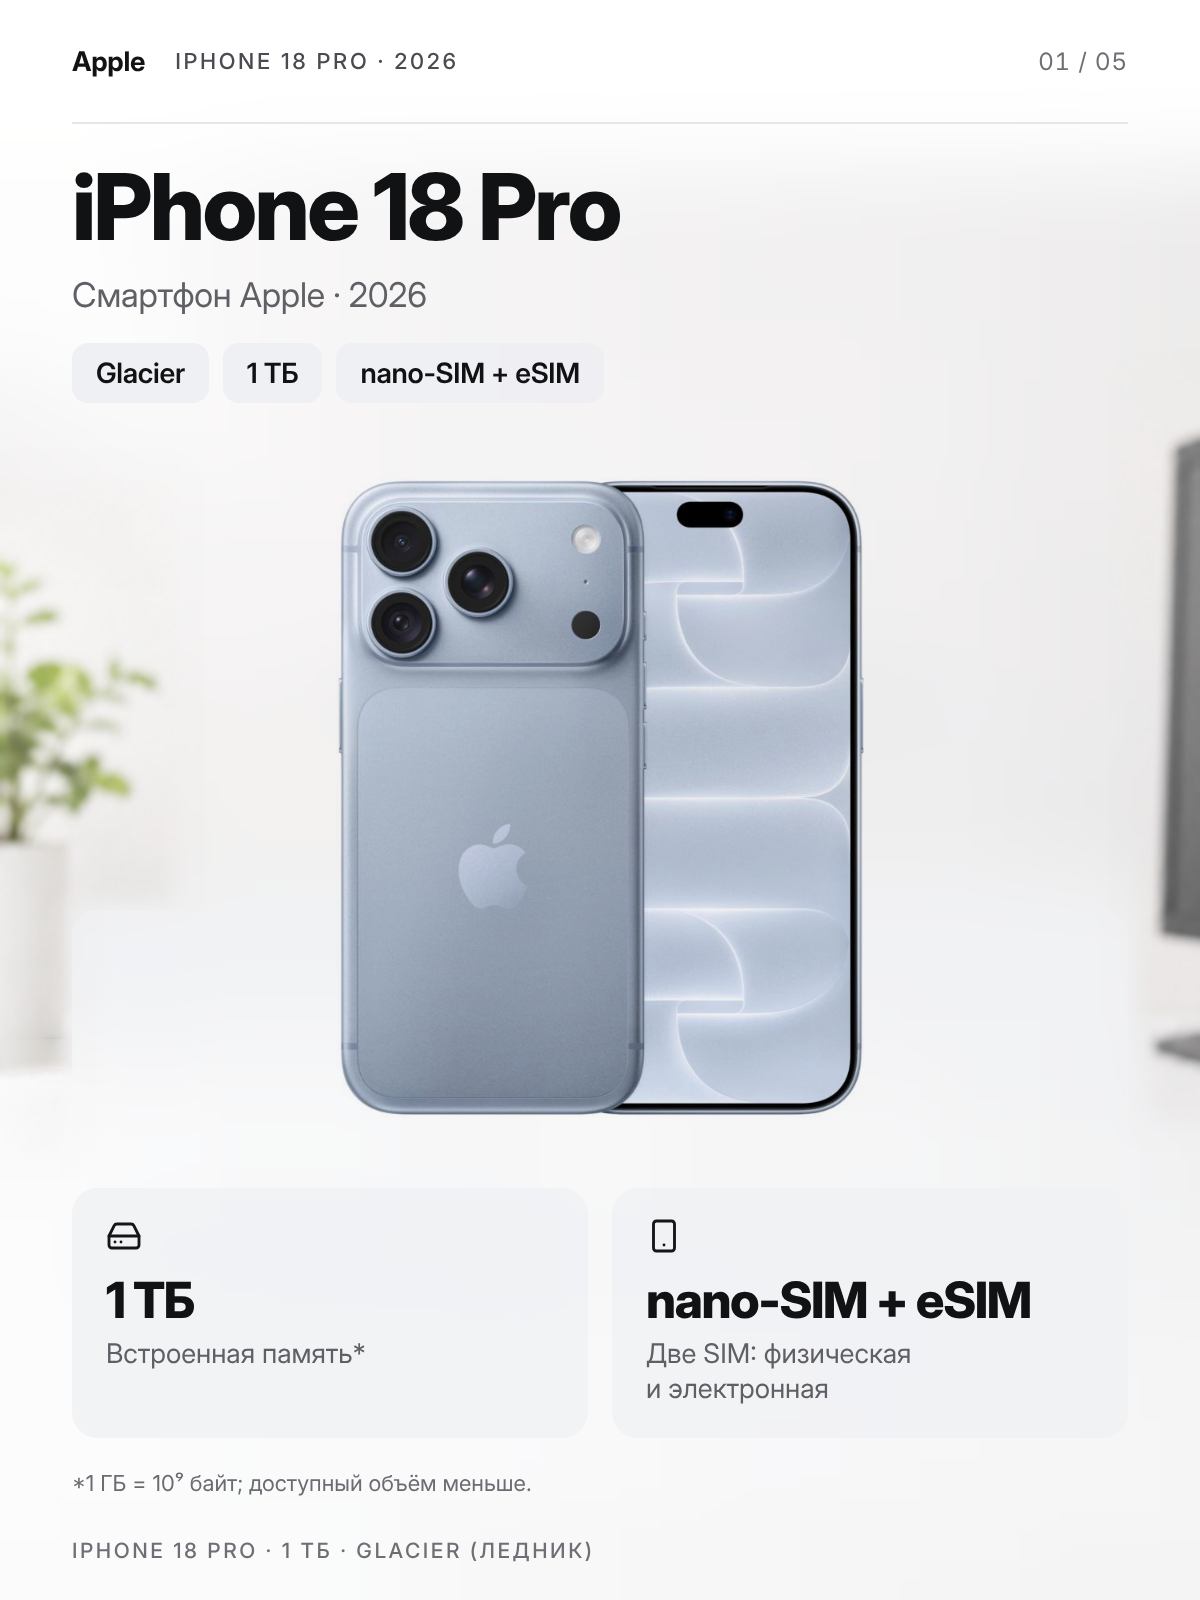 Apple IPHONE 18 PRO · 2026 01 / 05
iPhone 18 Pro
Смартфон Apple · 2026
Glacier 1 ТБ nano-SIM + eSIM
1 ТБ
Встроенная память*
nano-SIM + eSIM
Две SIM: физическая
и электронная
*1 ГБ = 10⁹ байт; доступный объём меньше.
IPHONE 18 PRO · 1 ТБ · GLACIER (ЛЕДНИК)